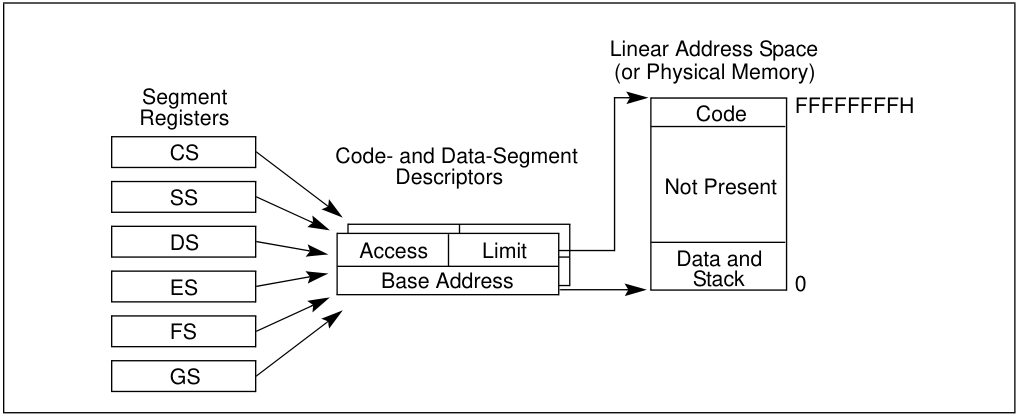 Linear Address Space
(or Physical Memory)
Segment
Registers
CS
SS
DS
ES
FS
GS
Code- and Data-Segment
Descriptors
Access
Limit
Base Address
Code
FFFFFFFFH
Not Present
Data and
Stack
0